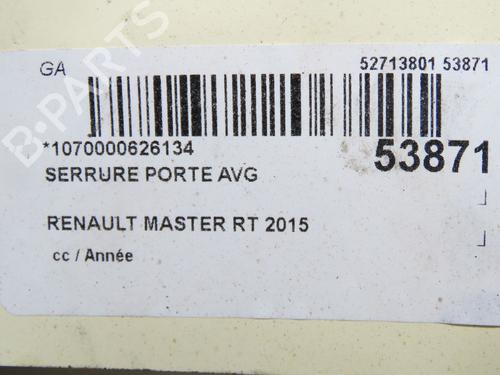 GA 52713801 53871
*1070000626134 53871
SERRURE PORTE AVG
RENAULT MASTER RT 2015
cc / Année
B-PARTS